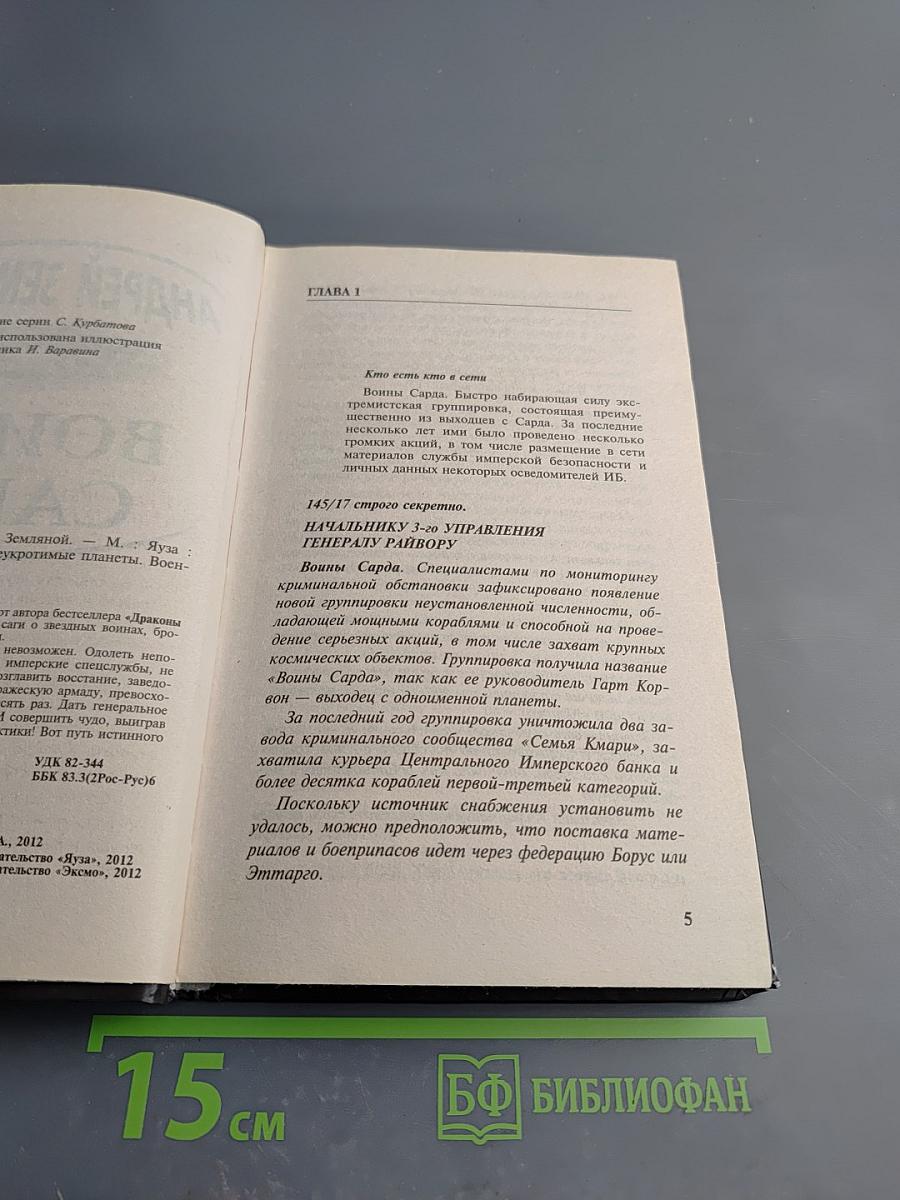 АНДРЕЙ ЗЕМ
ие серии С. Курбатова
использована иллюстрация
ника И. Варавина
Земляной. — М. : Яуза :
еукротимые планеты. Воен-
от автора бестселлера «Драконы
саги о звездных воинах, бро-
невозможен. Одолеть непо-
имперские спецслужбы, не
озглавить восстание, заведо-
ражескую армаду, превосхо-
сять раз. Дать генеральное
И совершить чудо, выиграв
ктики! Вот путь истинного
УДК 82-344
ББК 83.3(2Рос-Рус)6
А., 2012
ательство «Яуза», 2012
ательство «Эксмо», 2012
ГЛАВА 1
Кто есть кто в сети
Воины Сарда. Быстро набирающая силу экс-
тремистская группировка, состоящая преиму-
щественно из выходцев с Сарда. За последние
несколько лет ими было проведено несколько
громких акций, в том числе размещение в сети
материалов службы имперской безопасности и
личных данных некоторых осведомителей ИБ.
145/17 строго секретно.
НАЧАЛЬНИКУ 3-го УПРАВЛЕНИЯ
ГЕНЕРАЛУ РАЙВОРУ
Воины Сарда. Специалистами по мониторингу
криминальной обстановки зафиксировано появление
новой группировки неустановленной численности, об-
ладающей мощными кораблями и способной на прове-
дение серьезных акций, в том числе захват крупных
космических объектов. Группировка получила название
«Воины Сарда», так как ее руководитель Гарт Кор-
вон — выходец с одноименной планеты.
За последний год группировка уничтожила два за-
вода криминального сообщества «Семья Кмари», за-
хватила курьера Центрального Имперского банка и
более десятка кораблей первой-третьей категорий.
Поскольку источник снабжения установить не
удалось, можно предположить, что поставка мате-
риалов и боеприпасов идет через федерацию Борус или
Эттарго.
5
15 см
БФ БИБЛИОФАН